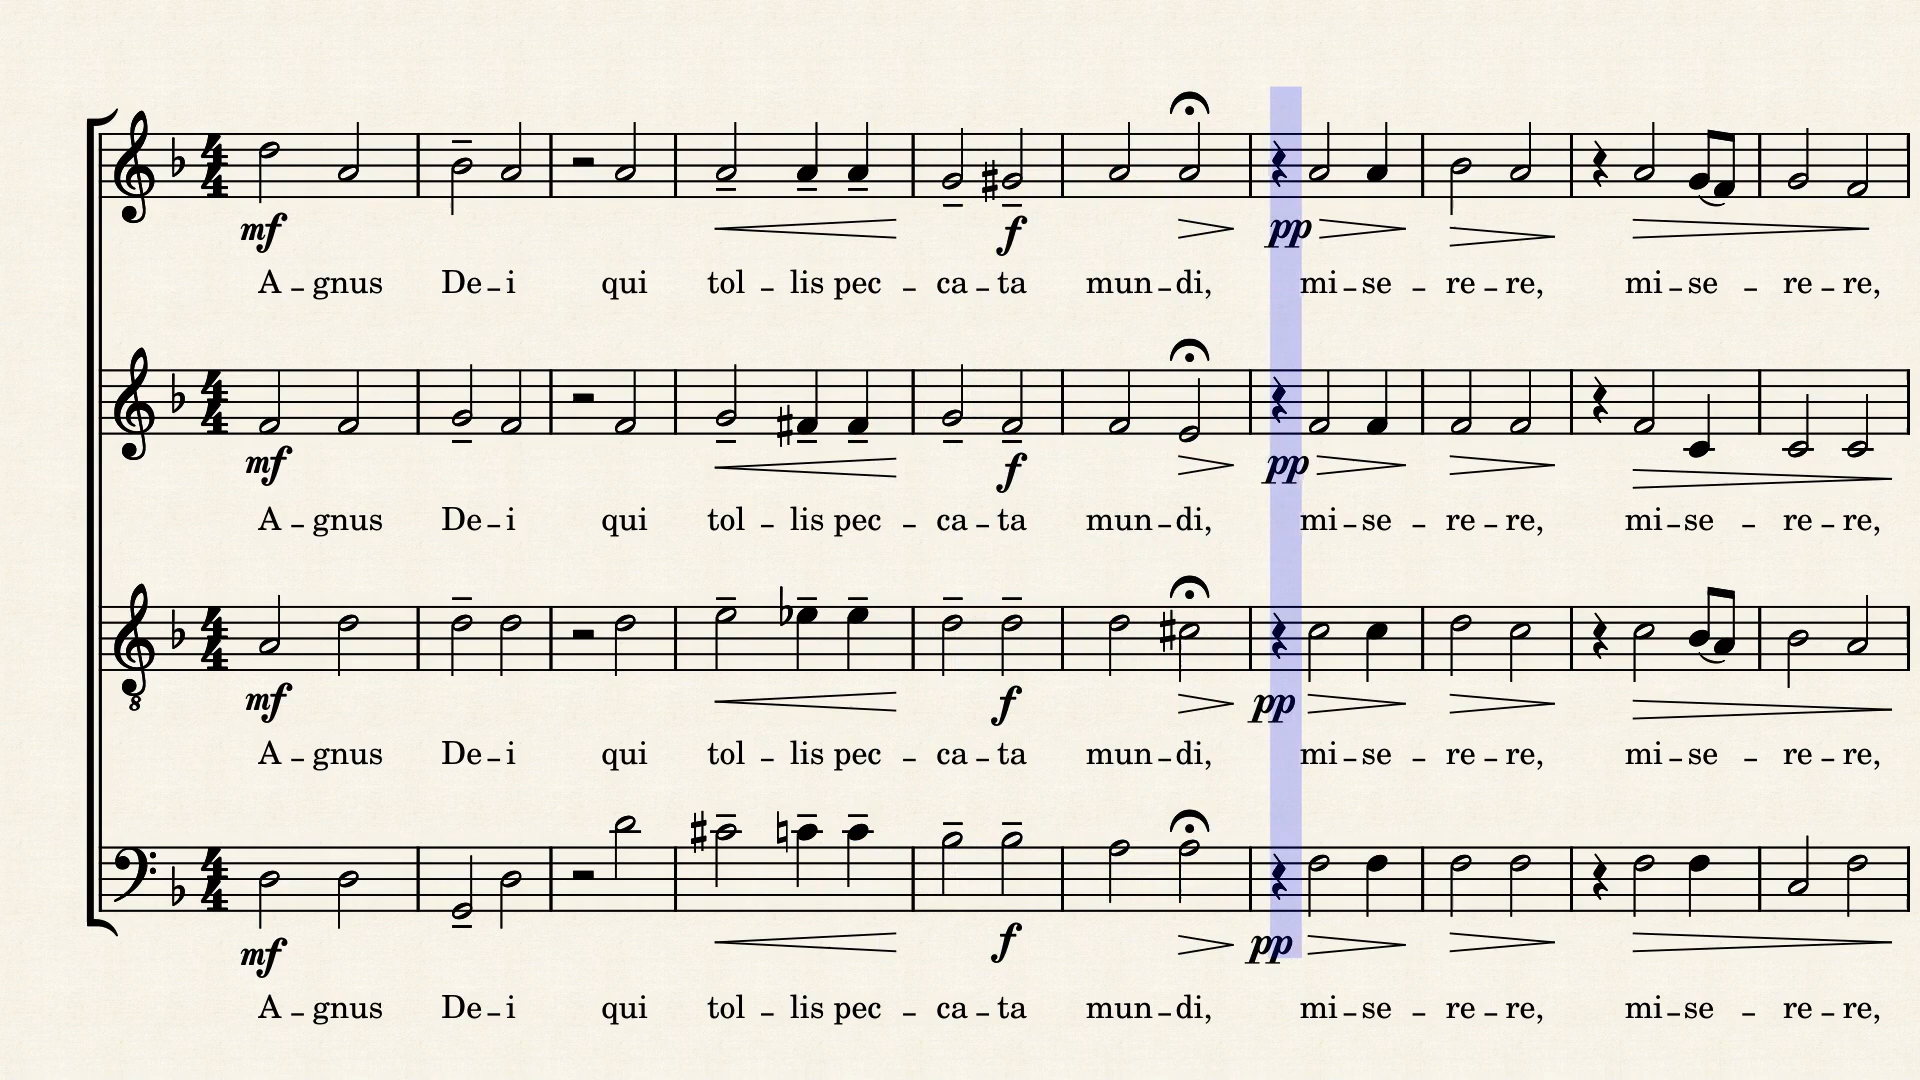 mf f pp
A - gnus De - i qui tol - lis pec - ca - ta mun - di, mi - se - re - re, mi - se - re - re,
mf f pp
A - gnus De - i qui tol - lis pec - ca - ta mun - di, mi - se - re - re, mi - se - re - re,
8
mf f pp
A - gnus De - i qui tol - lis pec - ca - ta mun - di, mi - se - re - re, mi - se - re - re,
mf f pp
A - gnus De - i qui tol - lis pec - ca - ta mun - di, mi - se - re - re, mi - se - re - re,